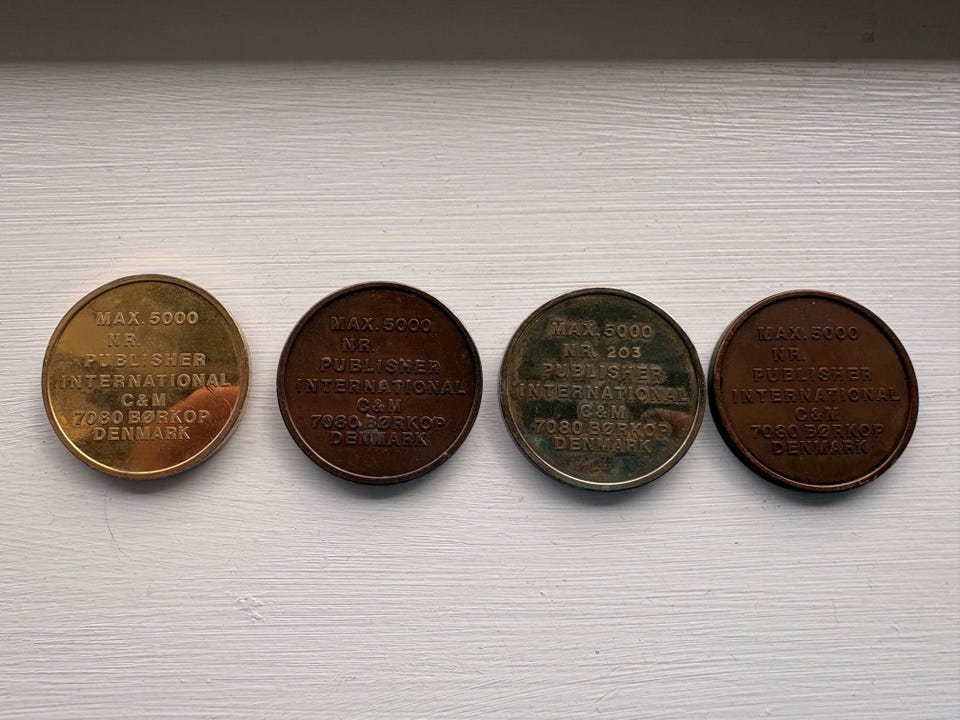 MAX. 5000
NR.
PUBLISHER
INTERNATIONAL
C&M
7080 BØRKOP
DENMARK
MAX. 5000
NR.
PUBLISHER
INTERNATIONAL
C&M
7080 BØRKOP
DENMARK
MAX. 5000
NR. 203
PUBLISHER
INTERNATIONAL
C&M
7080 BØRKOP
DENMARK
MAX. 5000
NR.
PUBLISHER
INTERNATIONAL
C&M
7080 BØRKOP
DENMARK